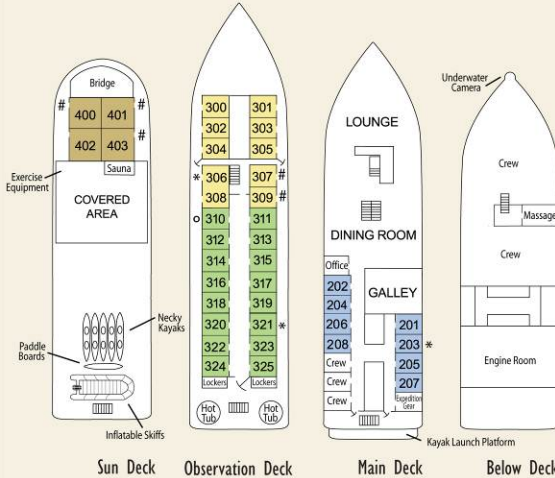 Bridge
#
#
400 401
#
402 403
Sauna
Exercise
Equipment
COVERED
AREA
Necky
Kayaks
Paddle
Boards
Inflatable Skiffs
Sun Deck
300 301
302 303
304 305
* 306 307 #
308 309 #
o 310 311
312 313
314 315
316 317
318 319
320 321 *
322 323
324 325
Lockers Lockers
Hot
Tub
Hot
Tub
Observation Deck
LOUNGE
DINING ROOM
Office
GALLEY
202
204
206 201
208 203 *
Crew 205
Crew 207
Crew
Expedition
Gear
Kayak Launch Platform
Main Deck
Underwater
Camera
Crew
Massage
Crew
Engine Room
Below Deck